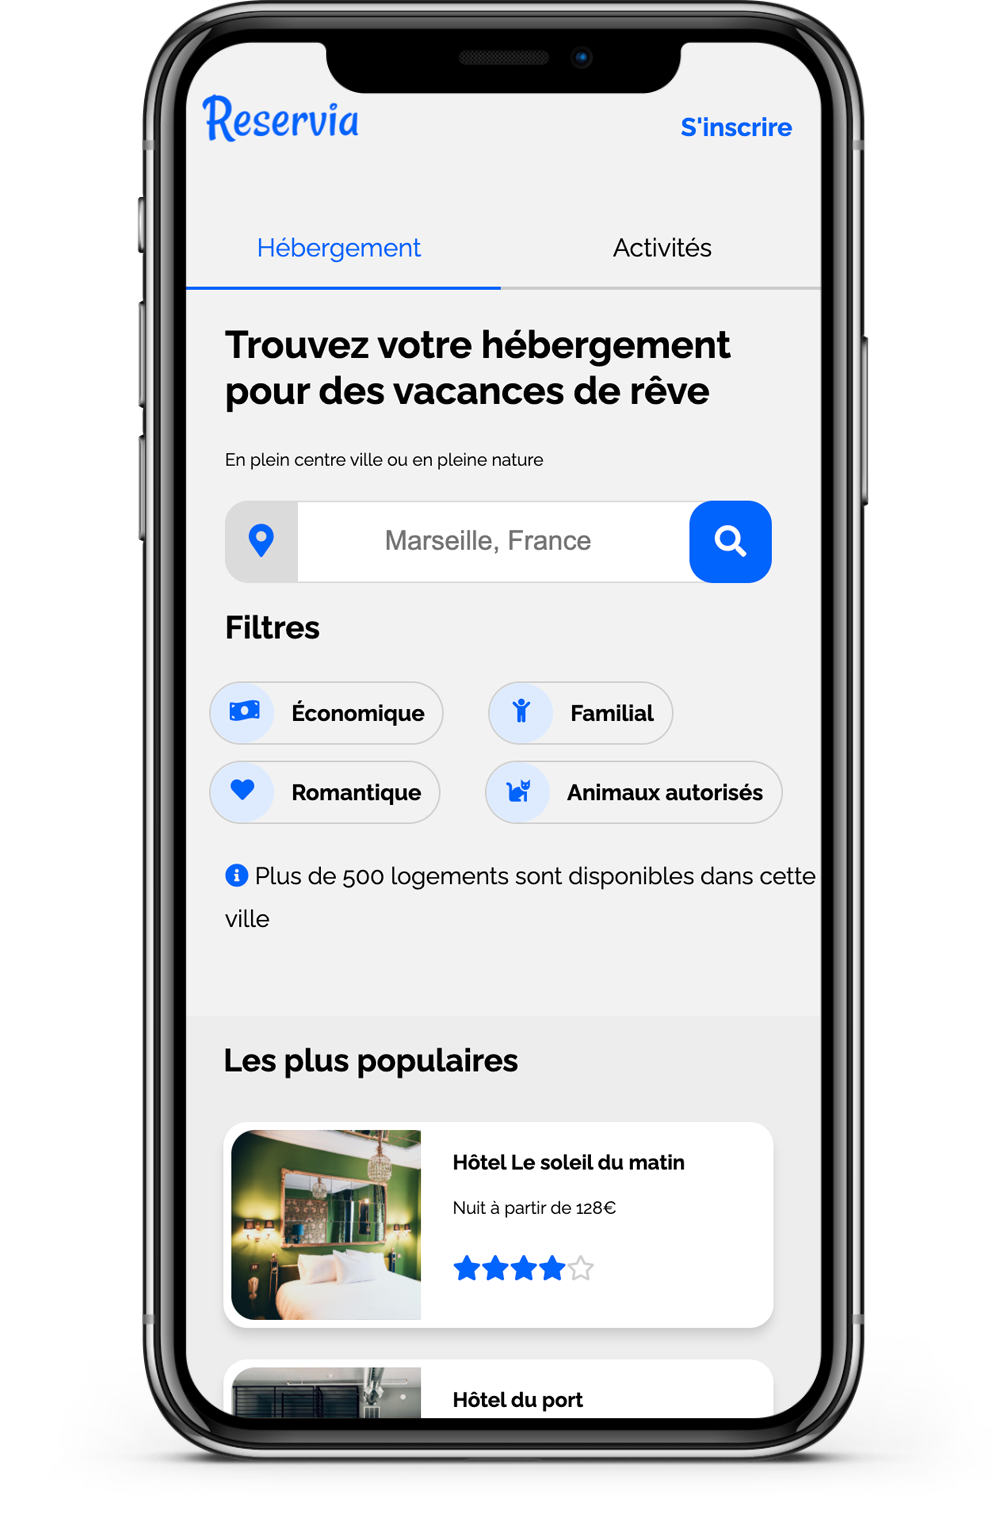 Reservia
S'inscrire
Hébergement
Activités
Trouvez votre hébergement
pour des vacances de rêve
En plein centre ville ou en pleine nature
Marseille, France
Filtres
Économique
Familial
Romantique
Animaux autorisés
Plus de 500 logements sont disponibles dans cette
ville
Les plus populaires
Hôtel Le soleil du matin
Nuit à partir de 128€
Hôtel du port